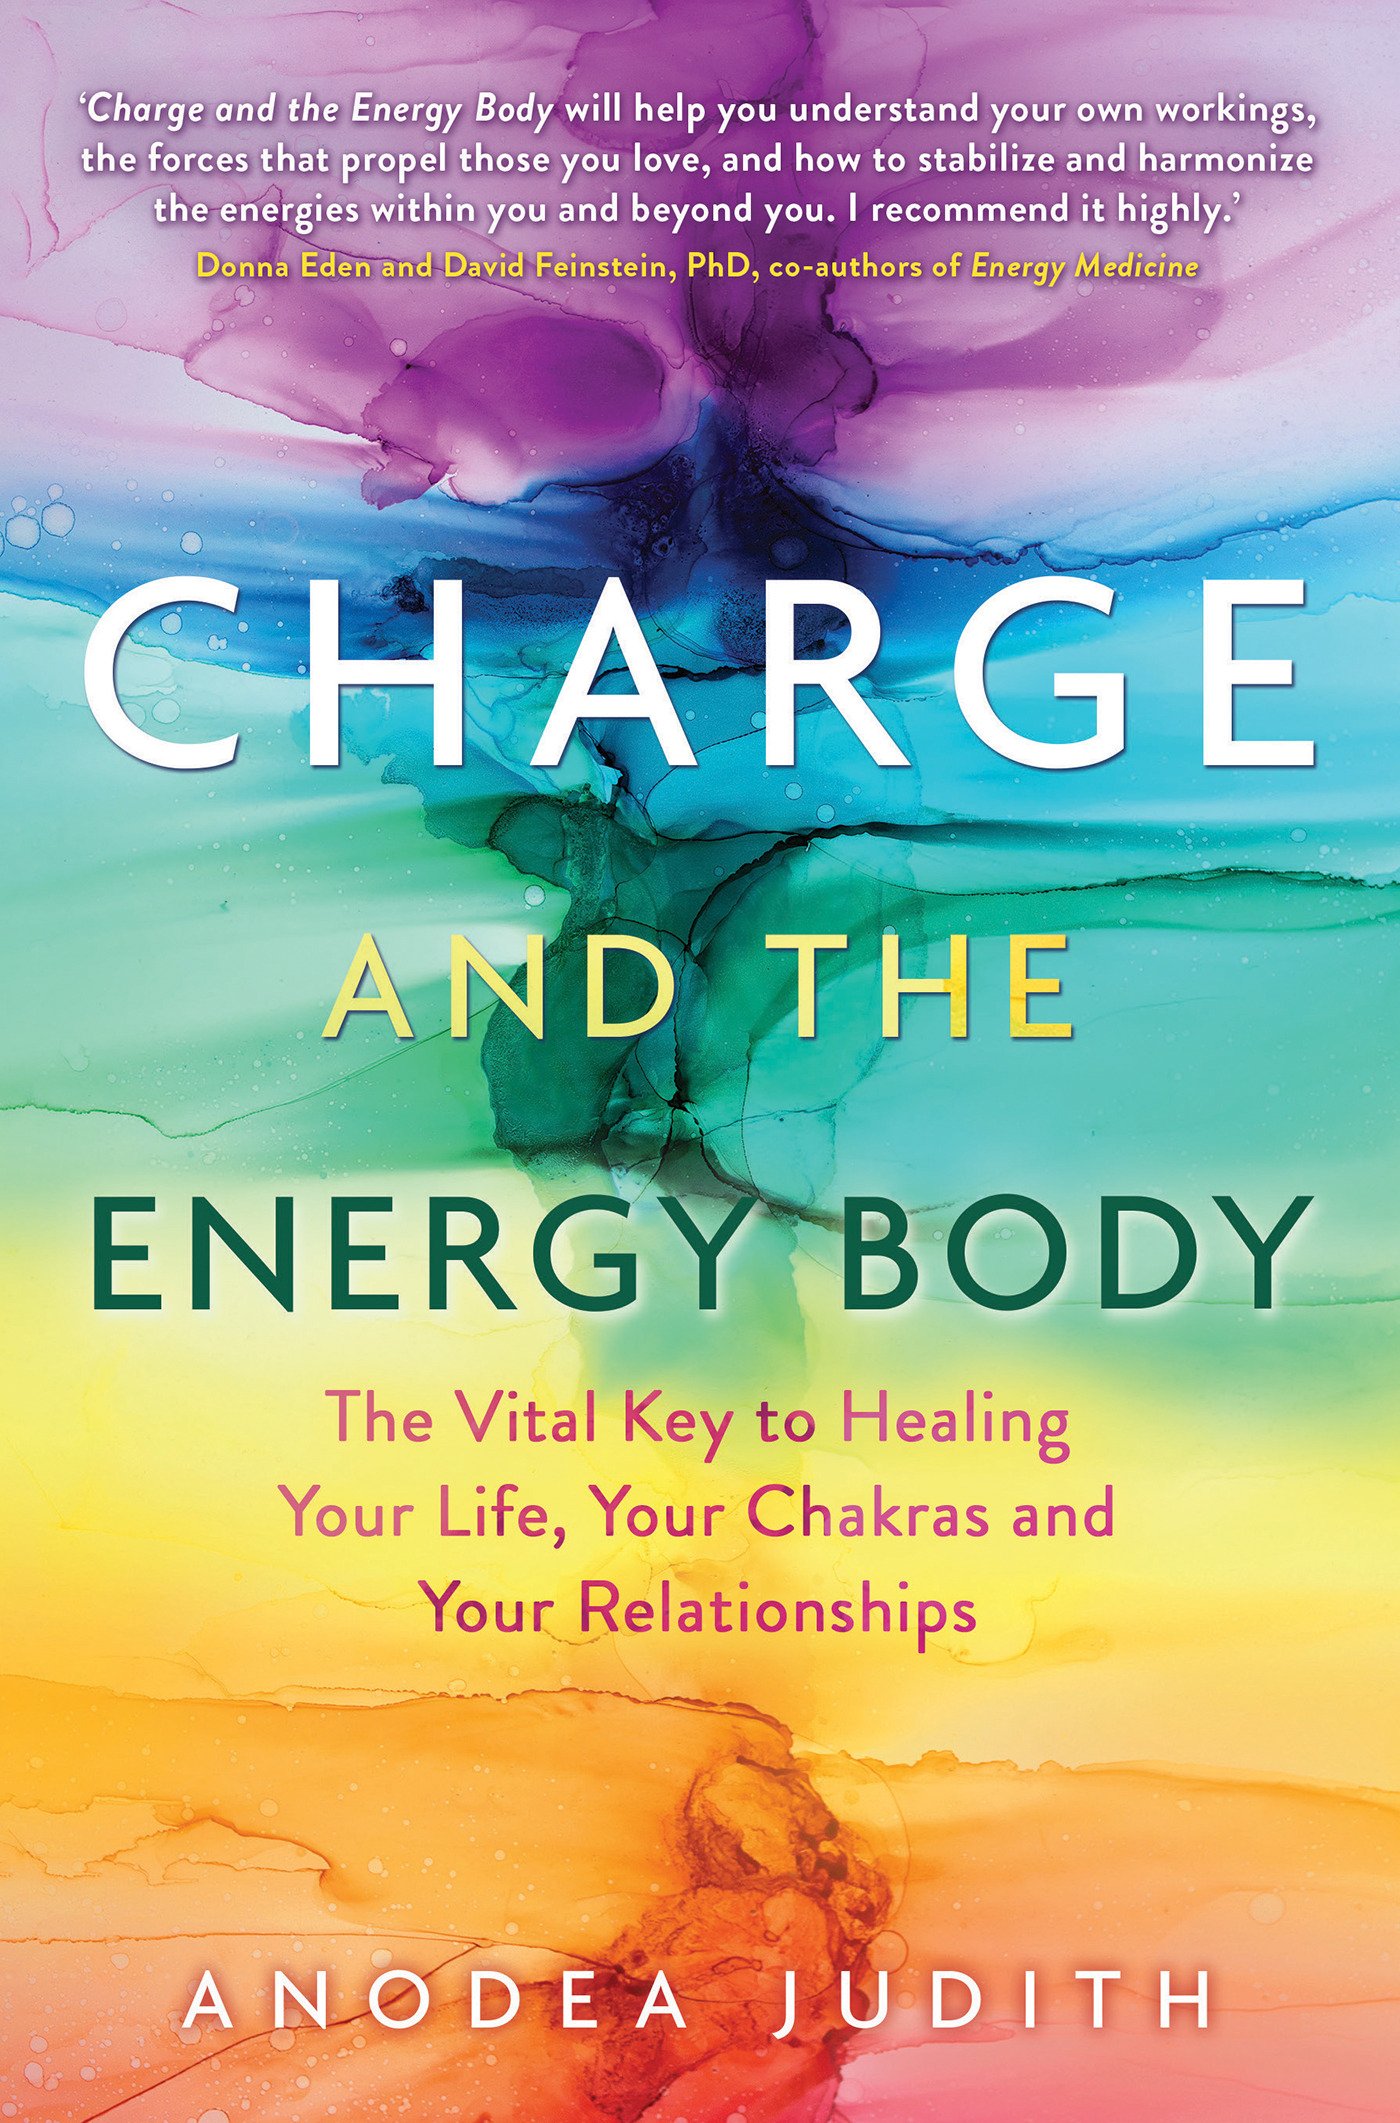 ‘Charge and the Energy Body will help you understand your own workings,
the forces that propel those you love, and how to stabilize and harmonize
the energies within you and beyond you. I recommend it highly.’
Donna Eden and David Feinstein, PhD, co-authors of Energy Medicine
CHARGE
AND THE
ENERGY BODY
The Vital Key to Healing
Your Life, Your Chakras and
Your Relationships
ANODEA JUDITH